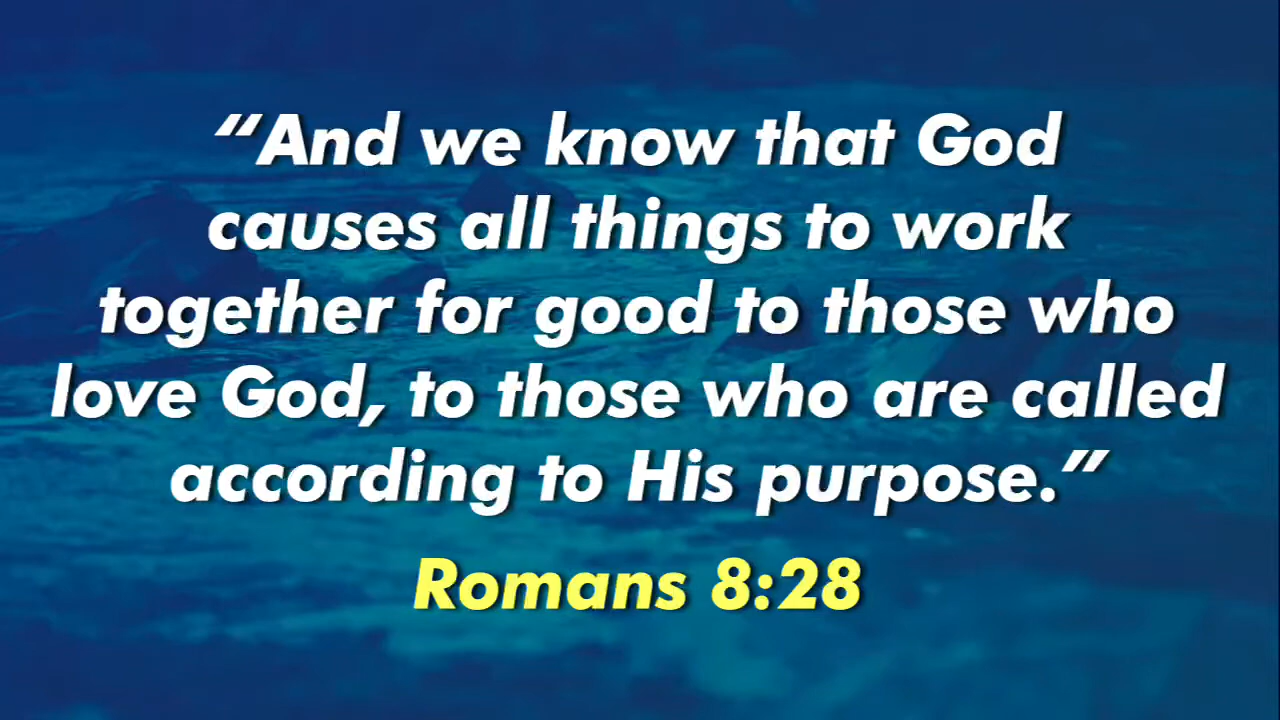 “And we know that God
causes all things to work
together for good to those who
love God, to those who are called
according to His purpose.”
Romans 8:28